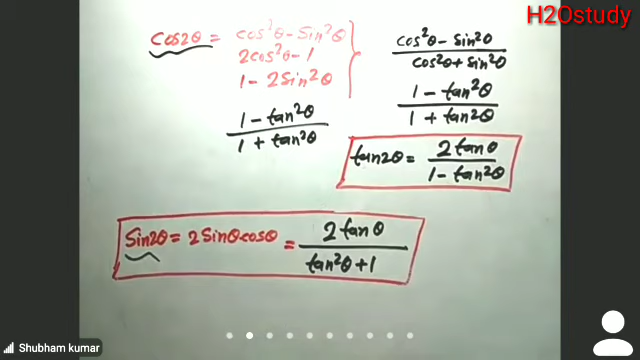 H2Ostudy
cos2θ = cos²θ - sin²θ
2cos²θ - 1
1 - 2sin²θ
1 - tan²θ
1 + tan²θ
cos²θ - sin²θ
cos²θ + sin²θ
1 - tan²θ
1 + tan2θ
tan2θ = 2tanθ
1 - tan²θ
Sin2θ = 2sinθcosθ = 2tanθ
tan²θ + 1
Shubham kumar